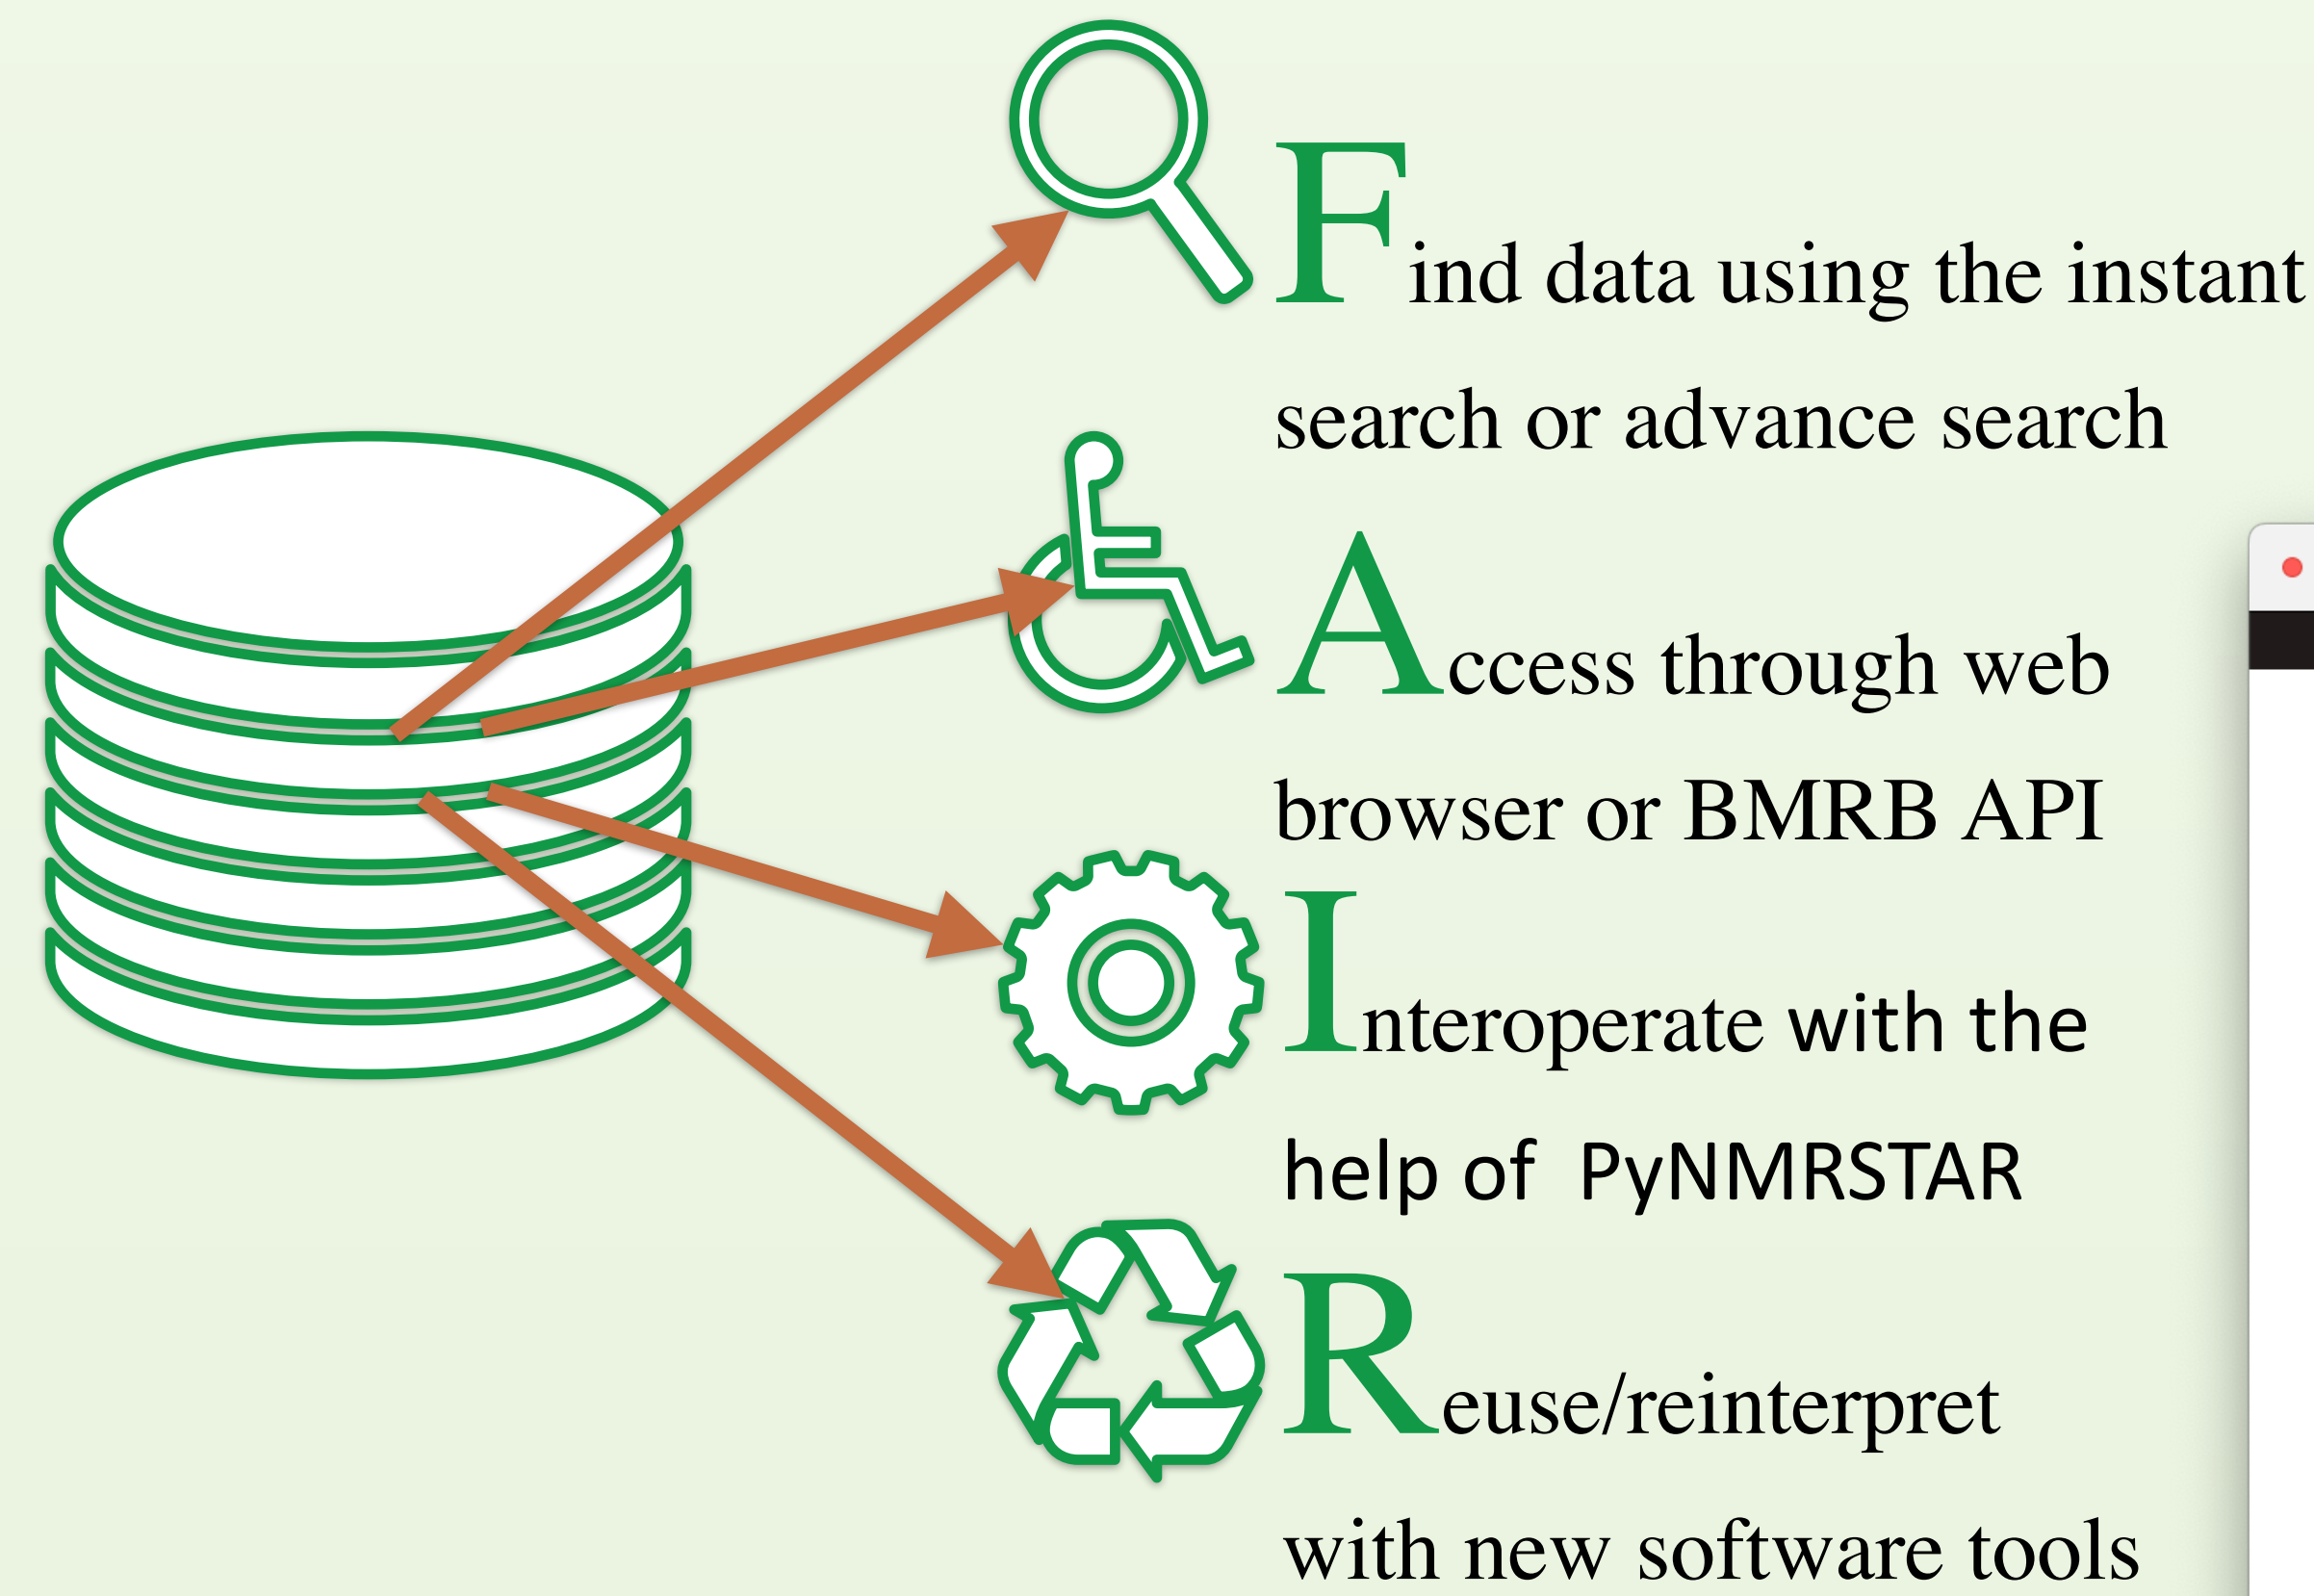 Find data using the instant
search or advance search
Access through web
browser or BMRB API
Interoperate with the
help of PyNMRSTAR
Reuse/reinterpret
with new software tools